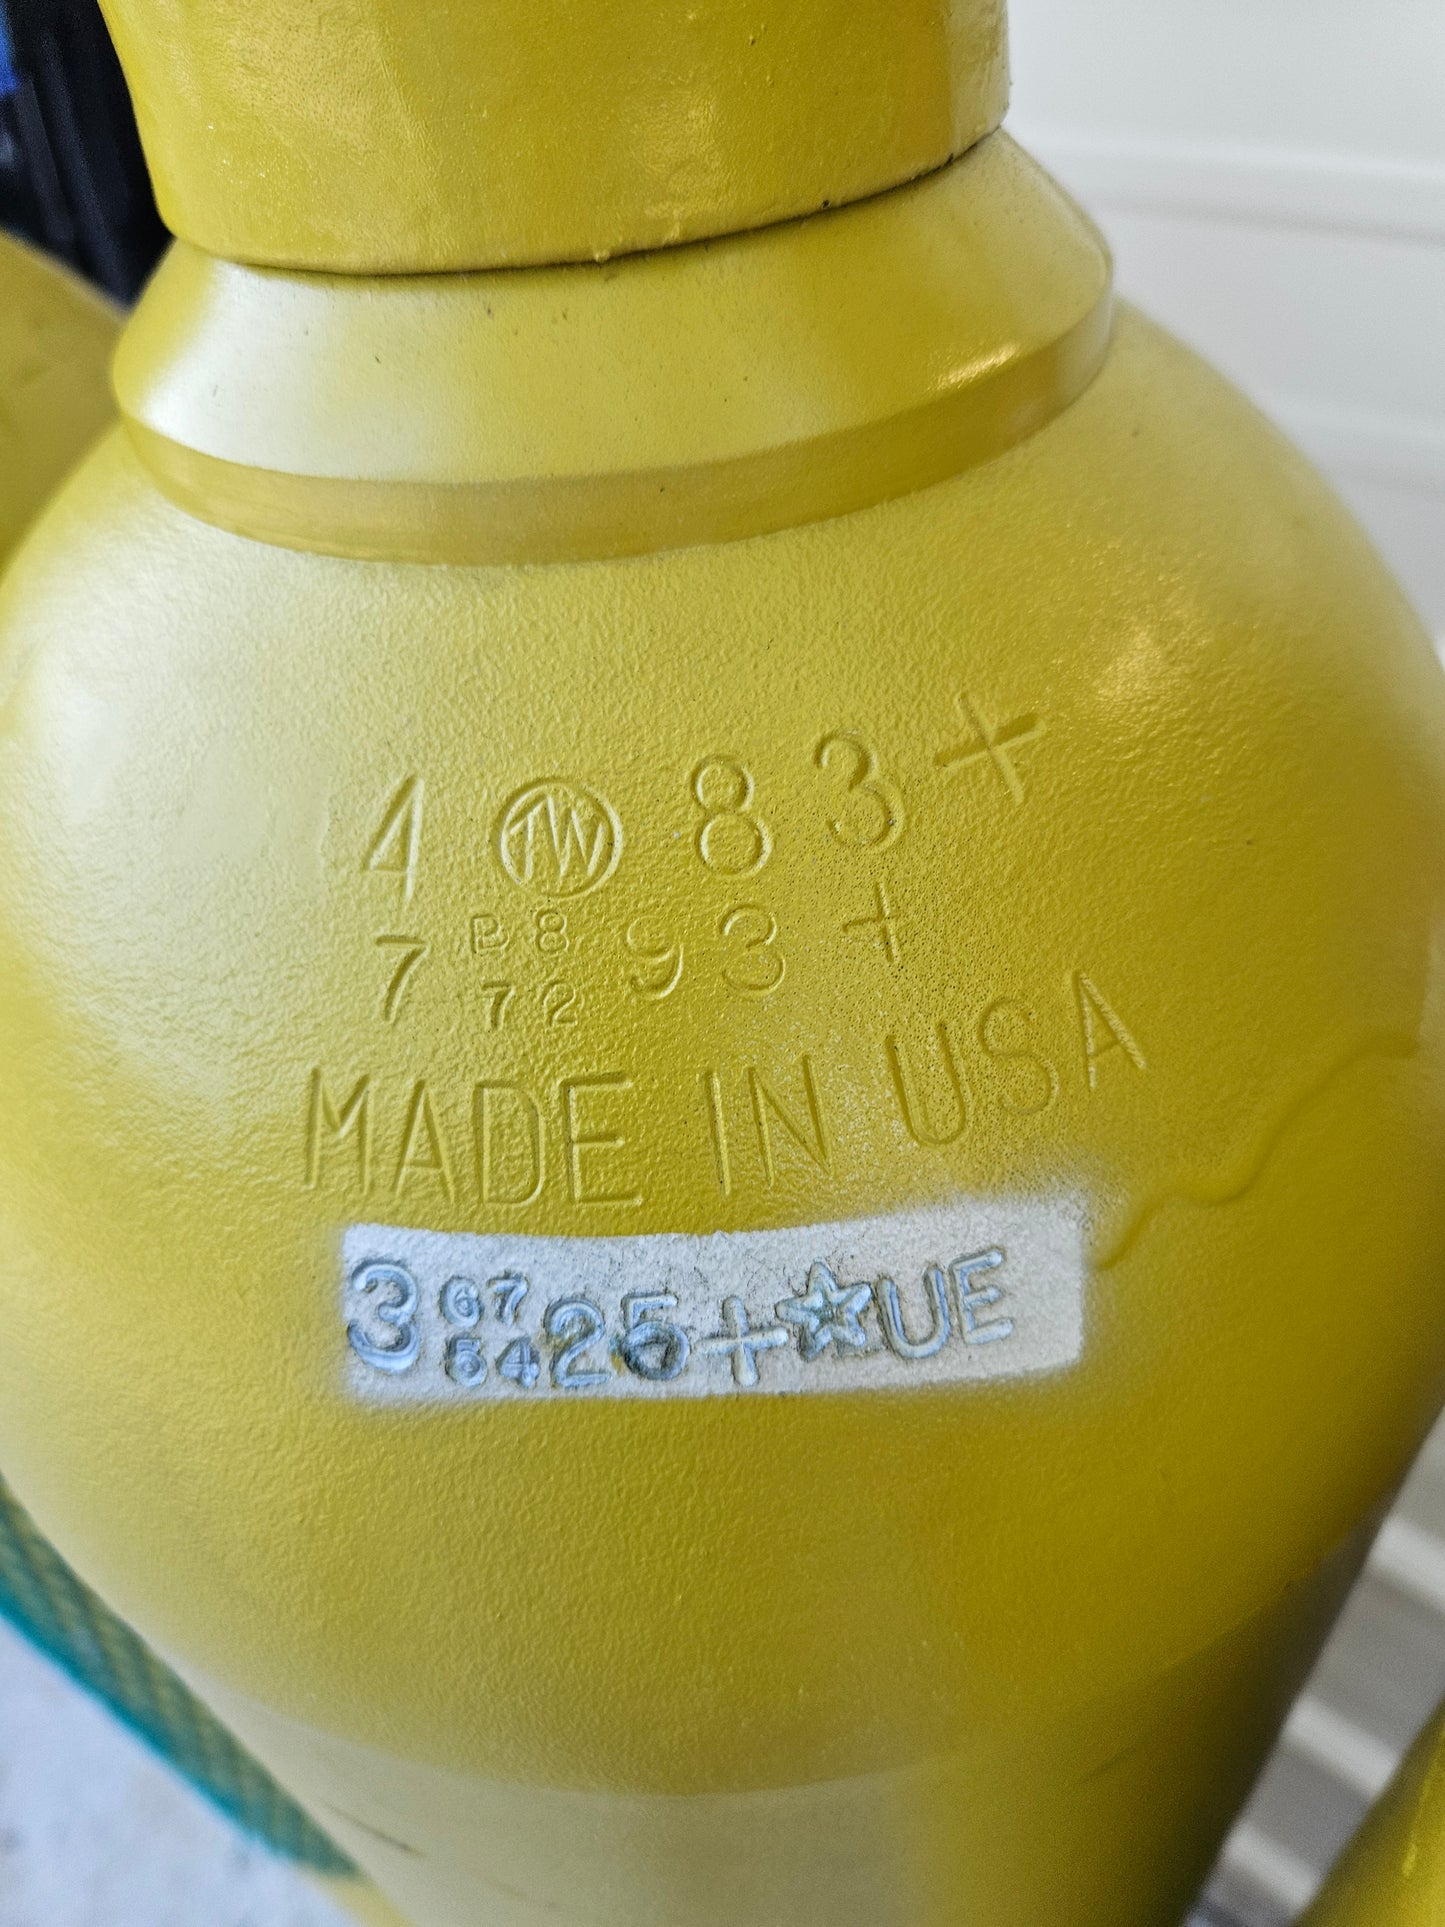 4 TW 83+
7 B8 93 +
72
MADE IN USA
3 67 25+☆UE
54